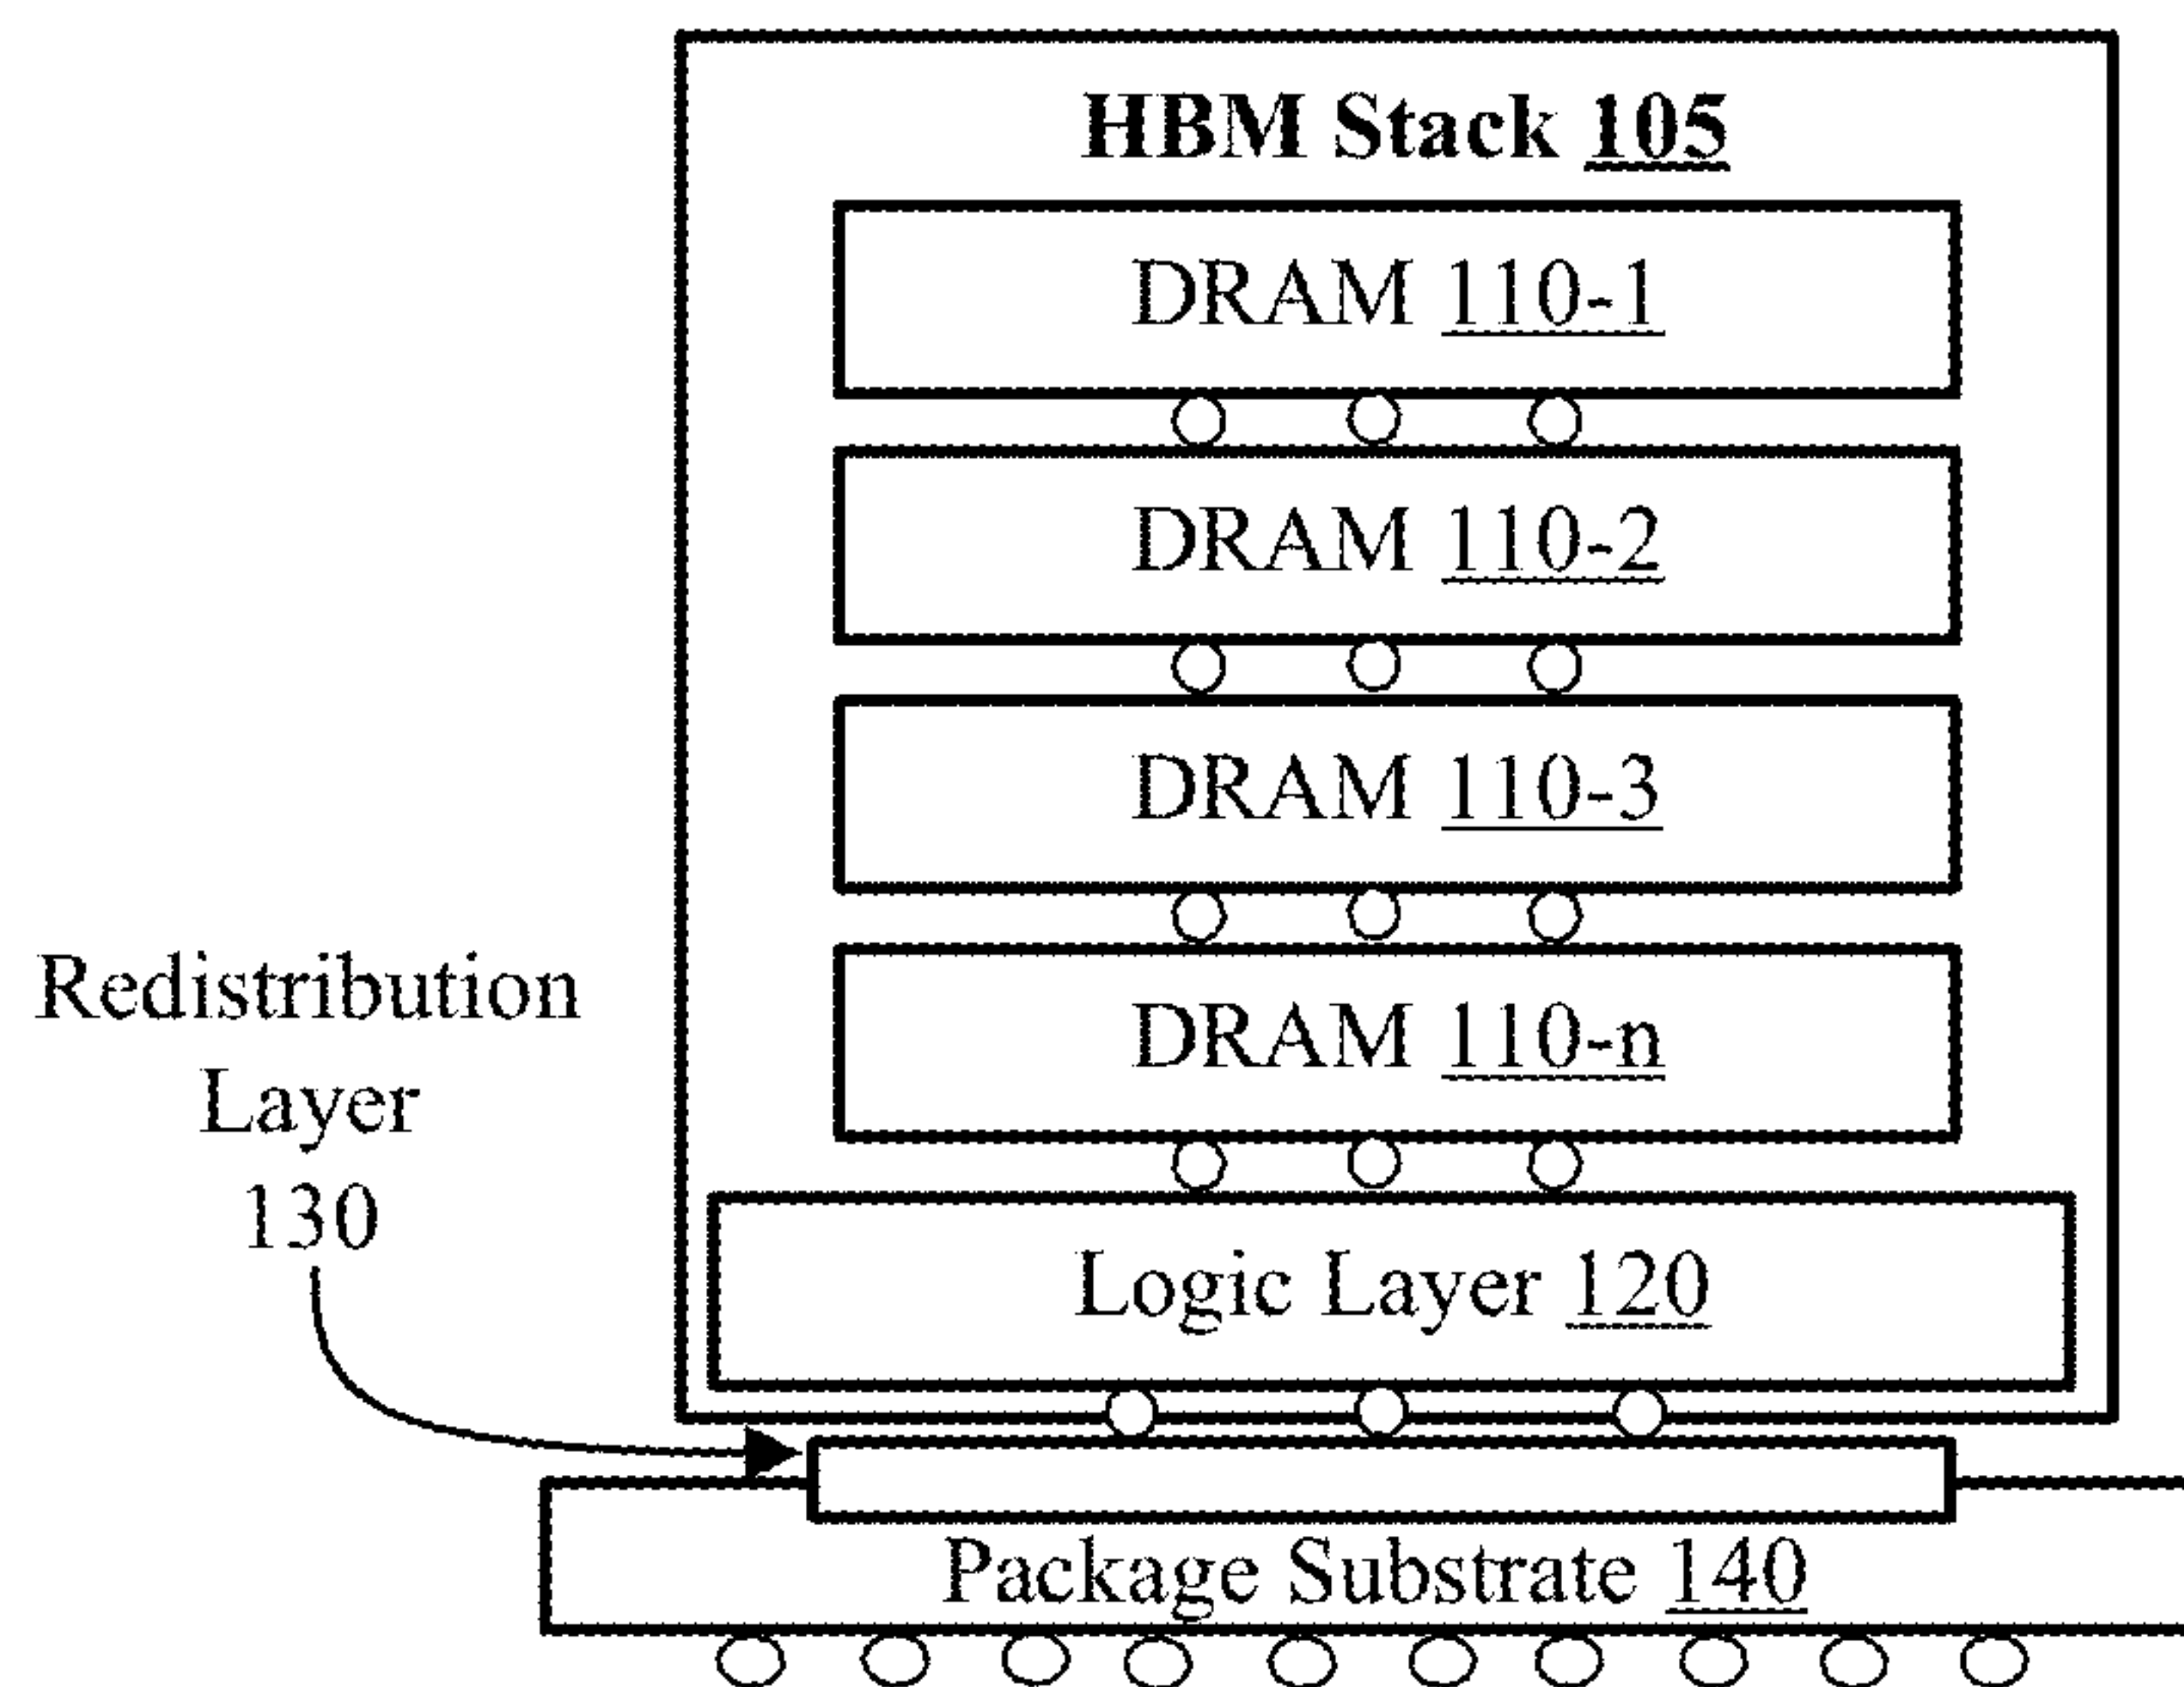 HBM Stack 105
DRAM 110-1
DRAM 110-2
DRAM 110-3
DRAM 110-n
Redistribution
Layer
130
Logic Layer 120
Package Substrate 140